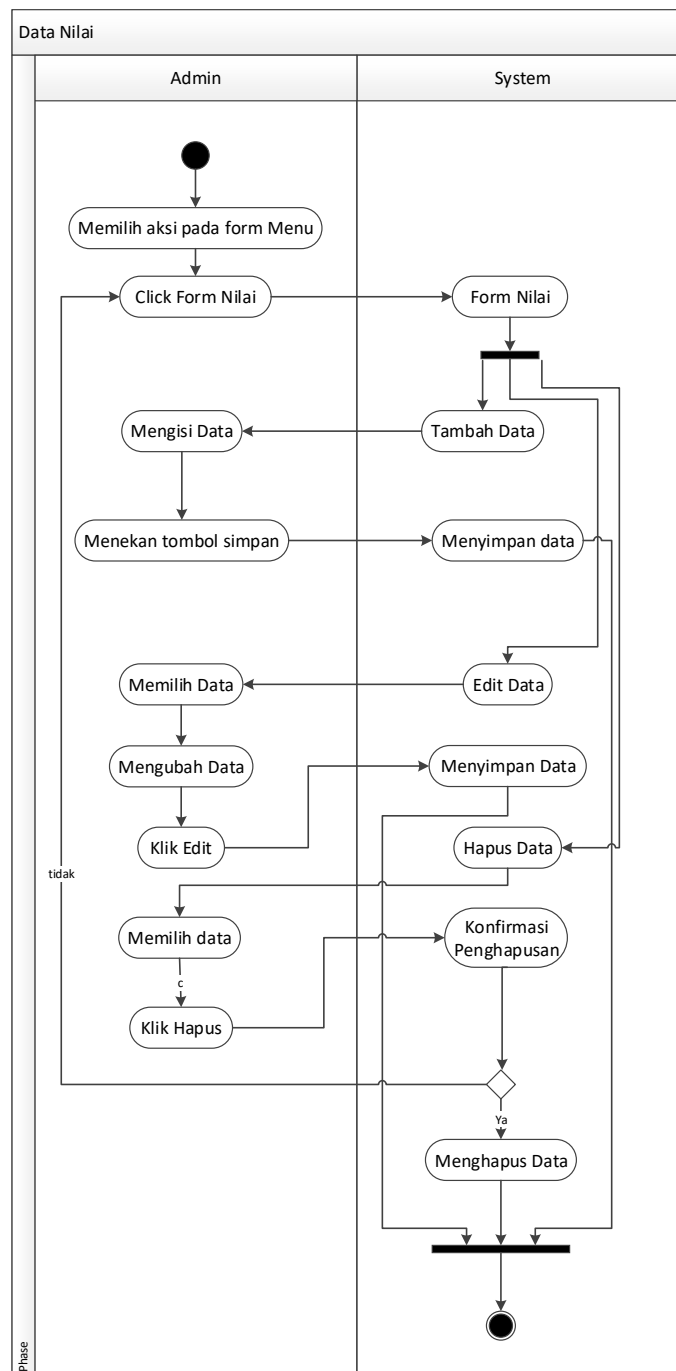 Data Nilai
Admin
System
Memilih aksi pada form Menu
Click Form Nilai
Form Nilai
Mengisi Data
Tambah Data
Menekan tombol simpan
Menyimpan data
Memilih Data
Edit Data
Mengubah Data
Menyimpan Data
Klik Edit
Hapus Data
tidak
Memilih data
Konfirmasi
Penghapusan
c
Klik Hapus
Ya
Menghapus Data
Phase